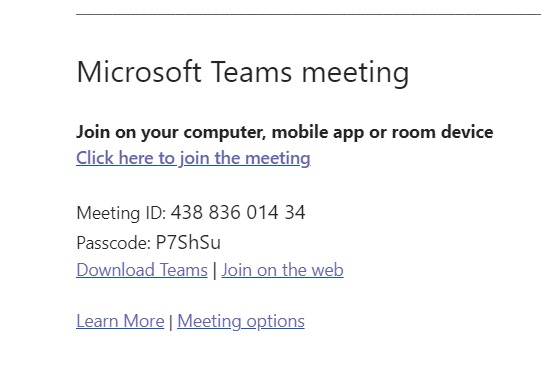 Microsoft Teams meeting
Join on your computer, mobile app or room device
Click here to join the meeting
Meeting ID: 438 836 014 34
Passcode: P7ShSu
Download Teams | Join on the web
Learn More | Meeting options